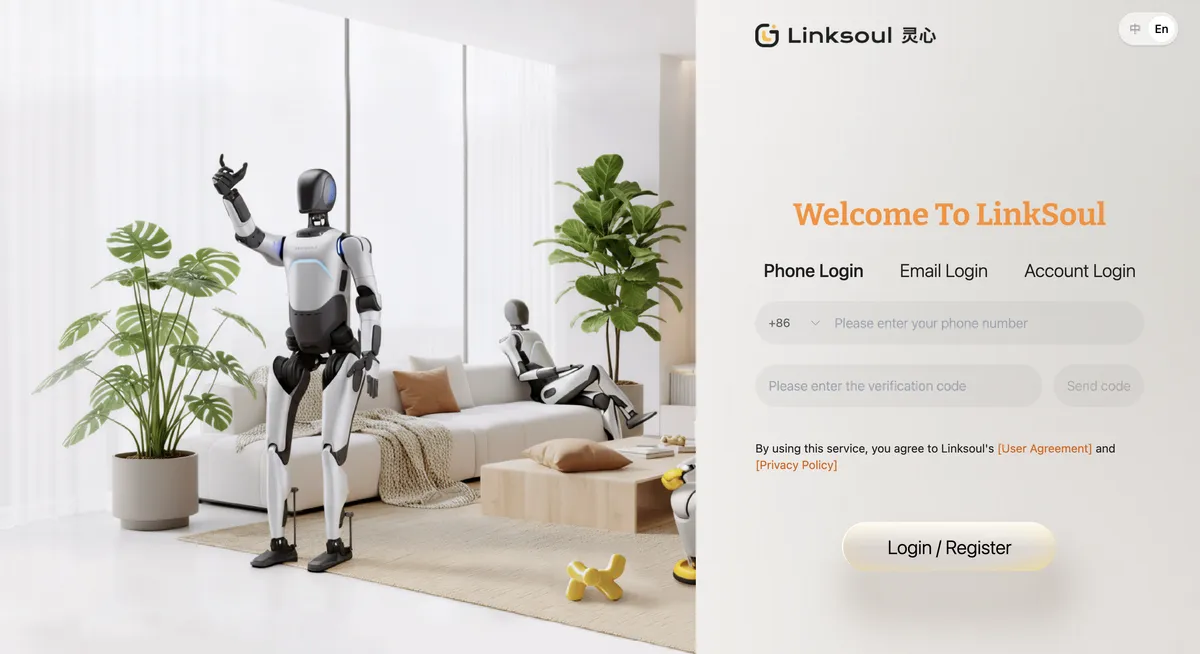 Linksoul 灵心
中 En
Welcome To LinkSoul
Phone Login Email Login Account Login
+86 Please enter your phone number
Please enter the verification code Send code
By using this service, you agree to Linksoul's [User Agreement] and
[Privacy Policy]
Login / Register